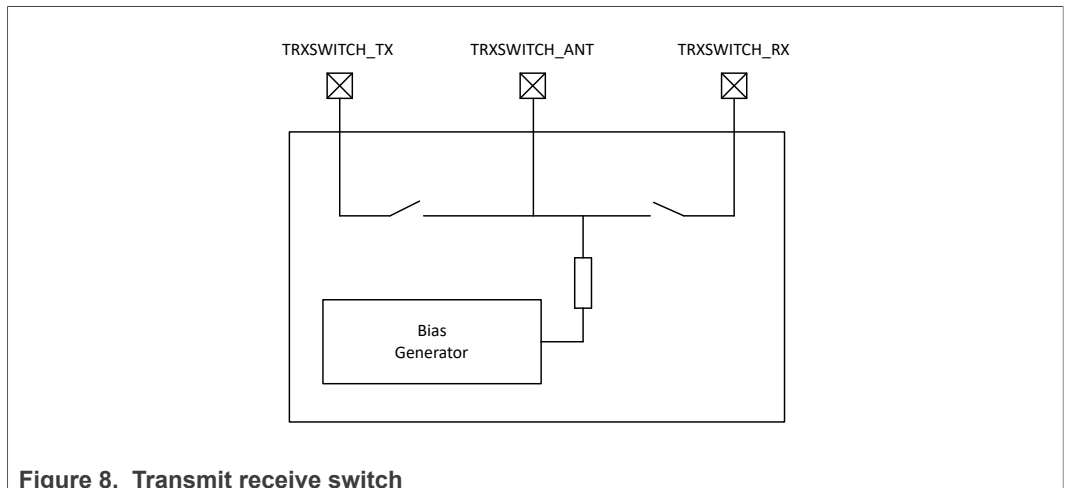 TRXSWITCH_TX TRXSWITCH_ANT TRXSWITCH_RX
Bias
Generator
Figure 8. Transmit receive switch